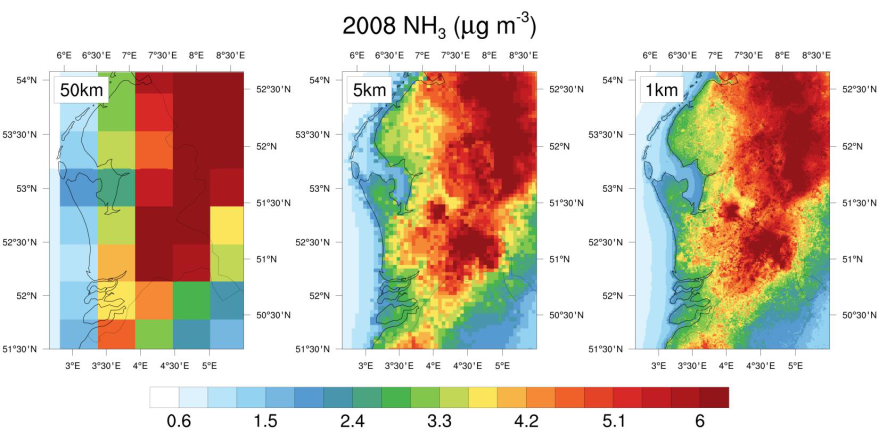 2008 NH₃ (µg m⁻³)
6°E 6°30'E 7°E 7°30'E 8°E 8°30'E
6°E 6°30'E 7°E 7°30'E 8°E 8°30'E
6°E 6°30'E 7°E 7°30'E 8°E 8°30'E
50km
5km
1km
54°N
53°30'N
53°N
52°30'N
52°N
51°30'N
52°30'N
52°N
51°30'N
51°N
50°30'N
54°N
53°30'N
53°N
52°30'N
52°N
51°30'N
52°30'N
52°N
51°30'N
51°N
50°30'N
54°N
53°30'N
53°N
52°30'N
52°N
51°30'N
52°30'N
52°N
51°30'N
51°N
50°30'N
3°E 3°30'E 4°E 4°30'E 5°E
3°E 3°30'E 4°E 4°30'E 5°E
3°E 3°30'E 4°E 4°30'E 5°E
0.6 1.5 2.4 3.3 4.2 5.1 6